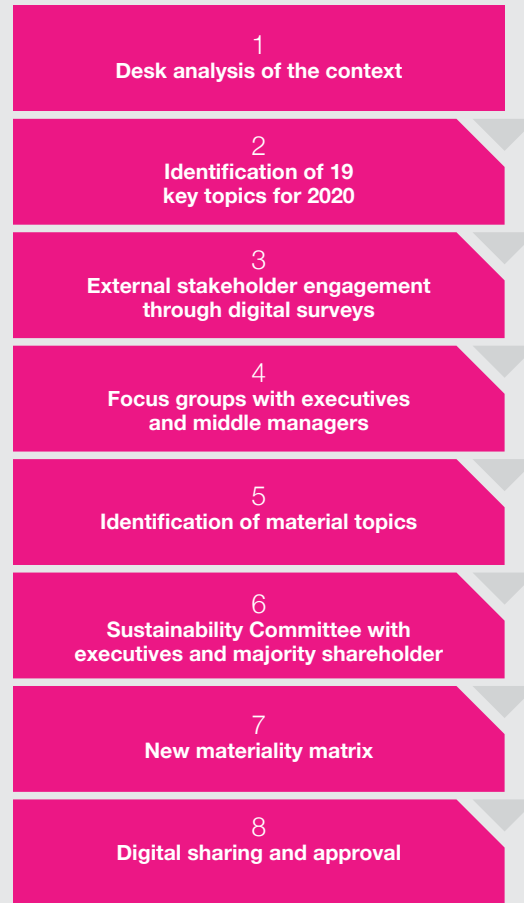 1
Desk analysis of the context
2
Identification of 19
key topics for 2020
3
External stakeholder engagement
through digital surveys
4
Focus groups with executives
and middle managers
5
Identification of material topics
6
Sustainability Committee with
executives and majority shareholder
7
New materiality matrix
8
Digital sharing and approval